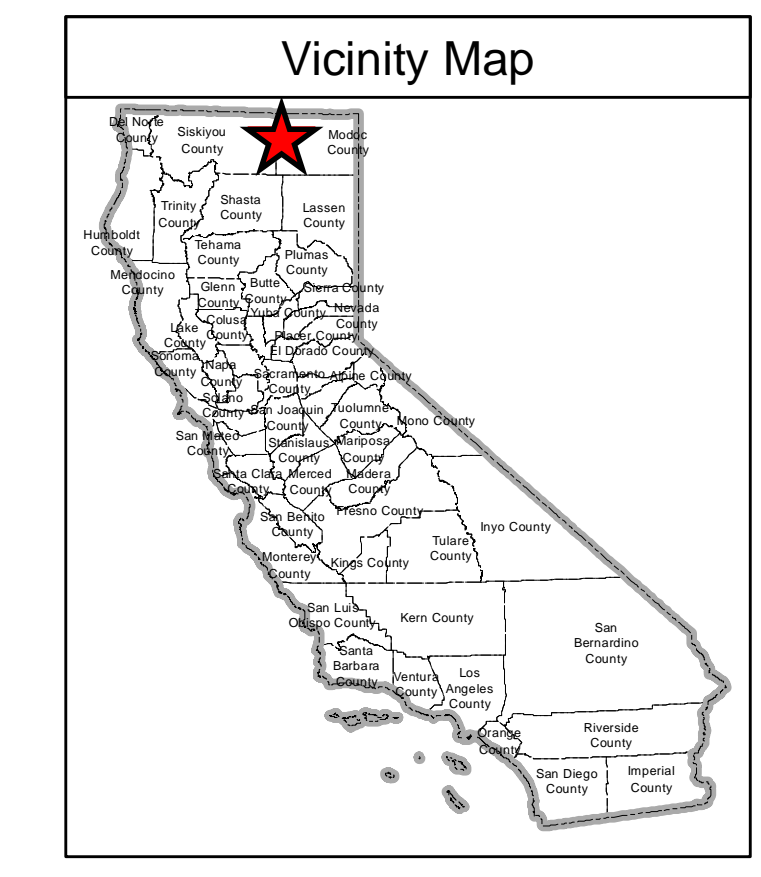 Vicinity Map
Del Norte
County
Siskiyou
County
Modoc
County
Trinity
County
Shasta
County
Lassen
County
Humboldt
County
Tehama
County
Plumas
County
Mendocino
County
Glenn
County
Butte
County
Sierra County
Nevada
County
Yuba County
Colusa
County
Lake
County
Placer County
El Dorado County
Sonoma
County
Napa
County
Sacramento
County
Alpine County
Solano
County
San Joaquin
County
Tuolumne
County
Mono County
San Mateo
County
Stanislaus
County
Mariposa
County
Santa Clara
County
Merced
County
Madera
County
Fresno County
San Benito
County
Inyo County
Tulare
County
Monterey
County
Kings County
San Luis
Obispo County
Kern County
San
Bernardino
County
Santa
Barbara
County
Ventura
County
Los
Angeles
County
Orange
County
Riverside
County
San Diego
County
Imperial
County